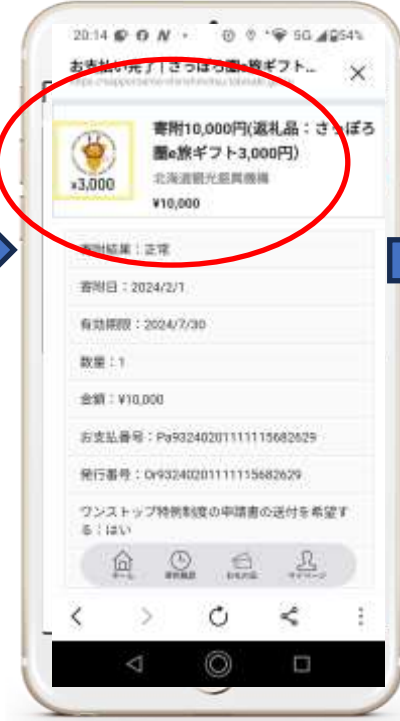 20:14
5G 54%
お支払い完了 | さっぽろ圏e旅ギフト...
寄附10,000円(返礼品:さっぽろ
圏e旅ギフト3,000円)
×3,000
北海道観光振興機構
¥10,000
寄附結果:正常
寄附日:2024/2/1
有効期限:2024/7/30
数量:1
金額:¥10,000
お支払番号:Pa93240201111115682629
発行番号:Or93240201111115682629
ワンストップ特例制度の申請書の送付を希望す
る:はい
ホーム
マイページ